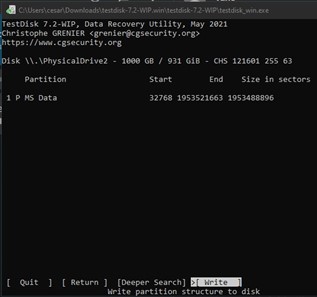 C:\Users\cesar\Downloads\testdisk-7.2-WIP.win\testdisk-7.2-WIP\testdisk_win.exe
TestDisk 7.2-WIP, Data Recovery Utility, May 2021
Christophe GRENIER <grenier@cgsecurity.org>
https://www.cgsecurity.org
Disk \\.\PhysicalDrive2 - 1000 GB / 931 GiB - CHS 121601 255 63
Partition Start End Size in sectors
1 P MS Data 32768 1953521663 1953488896
[ Quit ] [ Return ] [Deeper Search] >[ Write ]
Write partition structure to disk